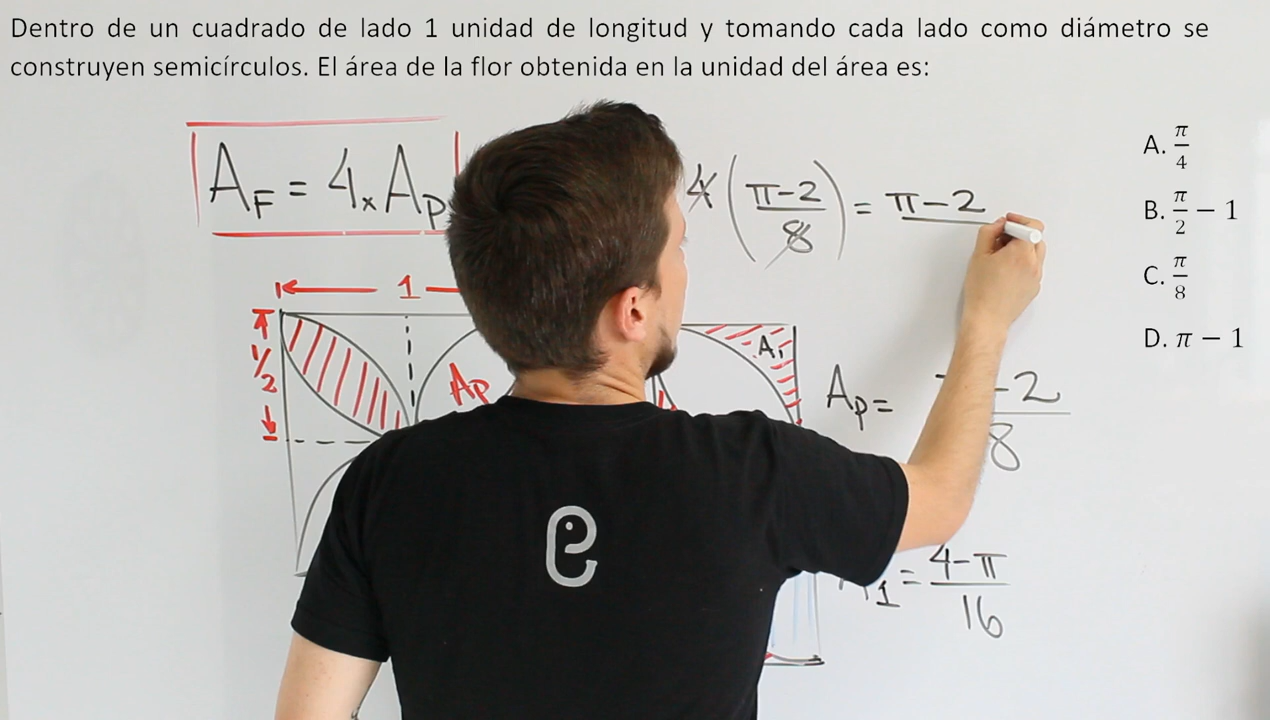 Dentro de un cuadrado de lado 1 unidad de longitud y tomando cada lado como diámetro se
construyen semicírculos. El área de la flor obtenida en la unidad del área es:
A. π/4
B. π/2 − 1
C. π/8
D. π − 1
A_F = 4 x A_P
4 (π-2/8) = π-2
1
1/2
A_P
A_1
A_P = -2/8
1 = 4-π/16
e